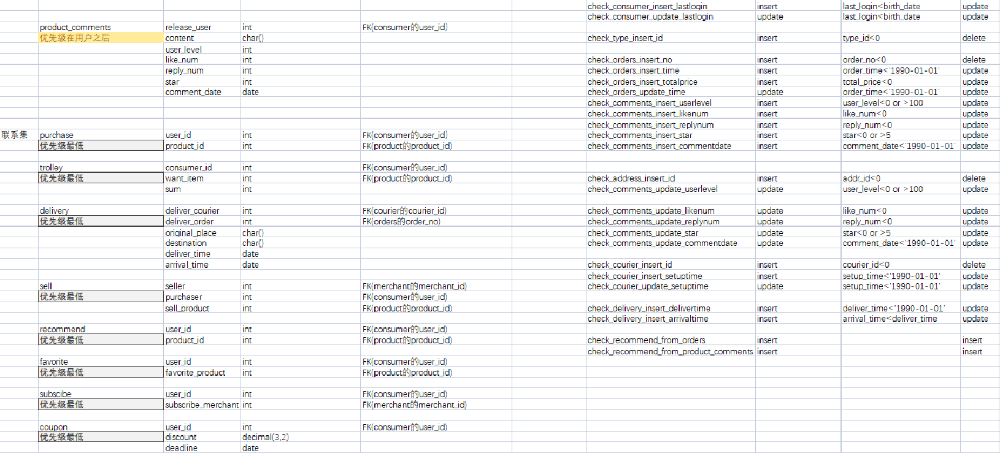 check_consumer_insert_lastlogin insert last_login<birth_date update
check_consumer_update_lastlogin update last_login<birth_date update
product_comments release_user int FK(consumer的user_id)
优先级在用户之后 content char() check_type_insert_id insert type_id<0 delete
user_level int
like_num int check_orders_insert_no insert order_no<0 delete
reply_num int check_orders_insert_time insert order_time<'1990-01-01' update
star int check_orders_insert_totalprice insert total_price<0 update
comment_date date check_orders_update_time update order_time<'1990-01-01' update
check_comments_insert_userlevel insert user_level<0 or >100 update
check_comments_insert_likenum insert like_num<0 update
check_comments_insert_replynum insert reply_num<0 update
联系集 purchase user_id int FK(consumer的user_id) check_comments_insert_star insert star<0 or >5 update
优先级最低 product_id int FK(product的product_id) check_comments_insert_commentdate insert comment_date<'1990-01-01' update
trolley consumer_id int FK(consumer的user_id)
优先级最低 want_item int FK(product的product_id) check_address_insert_id insert addr_id<0 delete
sum int check_comments_update_userlevel update user_level<0 or >100 update
delivery deliver_courier int FK(courier的courier_id) check_comments_update_likenum update like_num<0 update
优先级最低 deliver_order int FK(orders的order_no) check_comments_update_replynum update reply_num<0 update
original_place char() check_comments_update_star update star<0 or >5 update
destination char() check_comments_update_commentdate update comment_date<'1990-01-01' update
deliver_time date
arrival_time date check_courier_insert_id insert courier_id<0 delete
check_courier_insert_setuptime insert setup_time<'1990-01-01' update
sell seller int FK(merchant的merchant_id) check_courier_update_setuptime update setup_time<'1990-01-01' update
优先级最低 purchaser int FK(consumer的user_id)
sell_product int FK(product的product_id) check_delivery_insert_delivertime insert deliver_time<'1990-01-01' update
check_delivery_insert_arrivaltime insert arrival_time<deliver_time update
recommend user_id int FK(consumer的user_id)
优先级最低 product_id int FK(product的product_id) check_recommend_from_orders insert insert
check_recommend_from_product_comments insert insert
favorite user_id int FK(consumer的user_id)
优先级最低 favorite_product int FK(product的product_id)
subscibe user_id int FK(consumer的user_id)
优先级最低 subscribe_merchant int FK(merchant的merchant_id)
coupon user_id int FK(consumer的user_id)
优先级最低 discount decimal(3,2)
deadline date